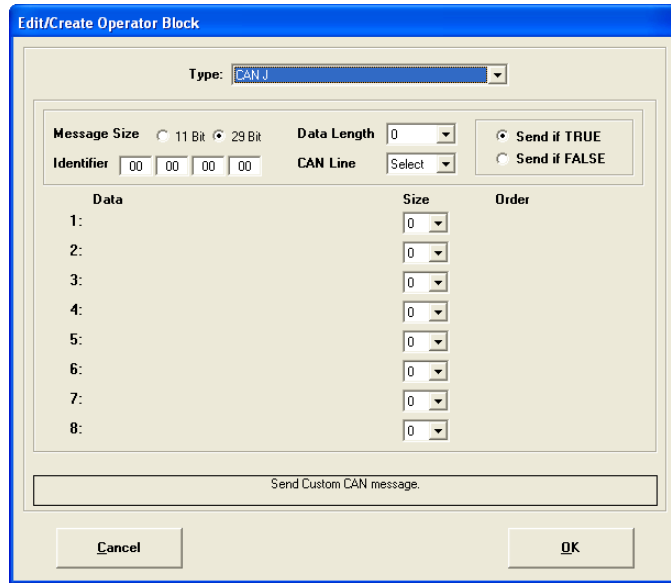 Edit/Create Operator Block
Type: CAN J
Message Size 11 Bit 29 Bit Data Length 0 Send if TRUE
Identifier 00 00 00 00 CAN Line Select Send if FALSE
Data Size Order
1: 0
2: 0
3: 0
4: 0
5: 0
6: 0
7: 0
8: 0
Send Custom CAN message.
Cancel OK